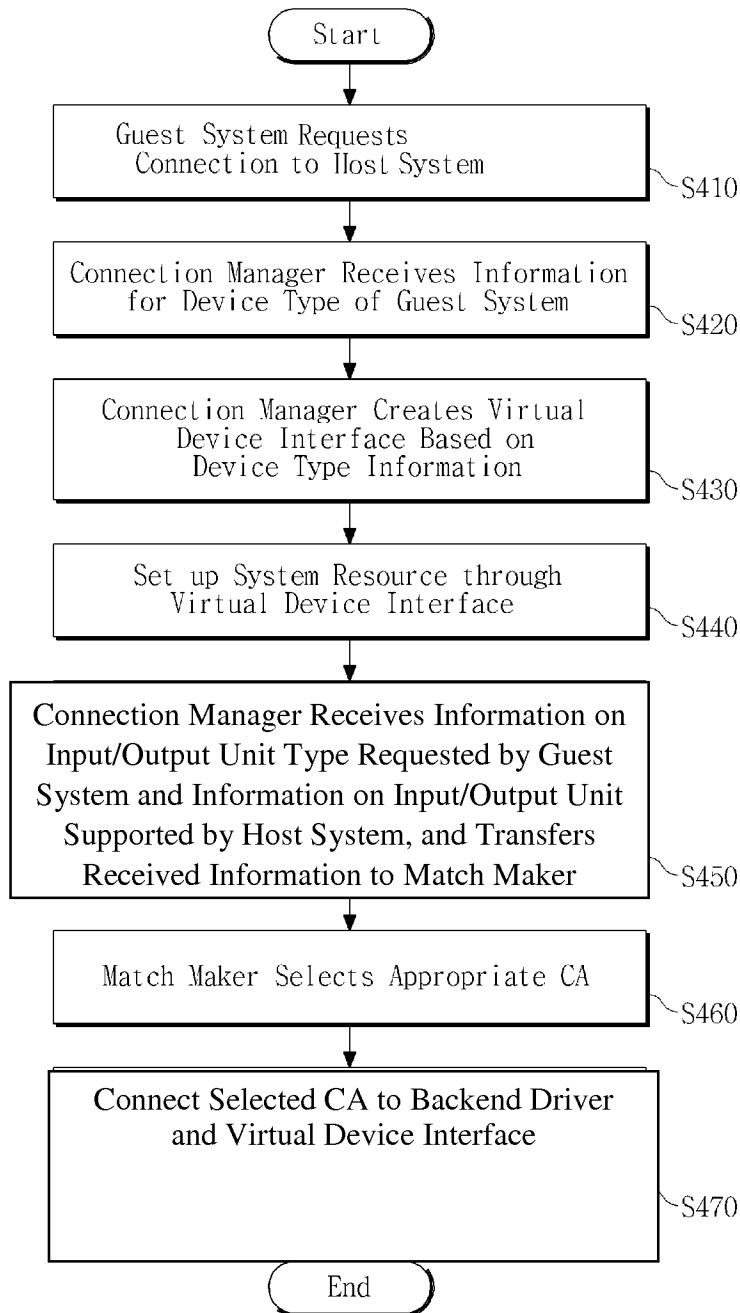 Start
Guest System Requests
Connection to Host System
S410
Connection Manager Receives Information
for Device Type of Guest System
S420
Connection Manager Creates Virtual
Device Interface Based on
Device Type Information
S430
Set up System Resource through
Virtual Device Interface
S440
Connection Manager Receives Information on
Input/Output Unit Type Requested by Guest
System and Information on Input/Output Unit
Supported by Host System, and Transfers
Received Information to Match Maker
S450
Match Maker Selects Appropriate CA
S460
Connect Selected CA to Backend Driver
and Virtual Device Interface
S470
End